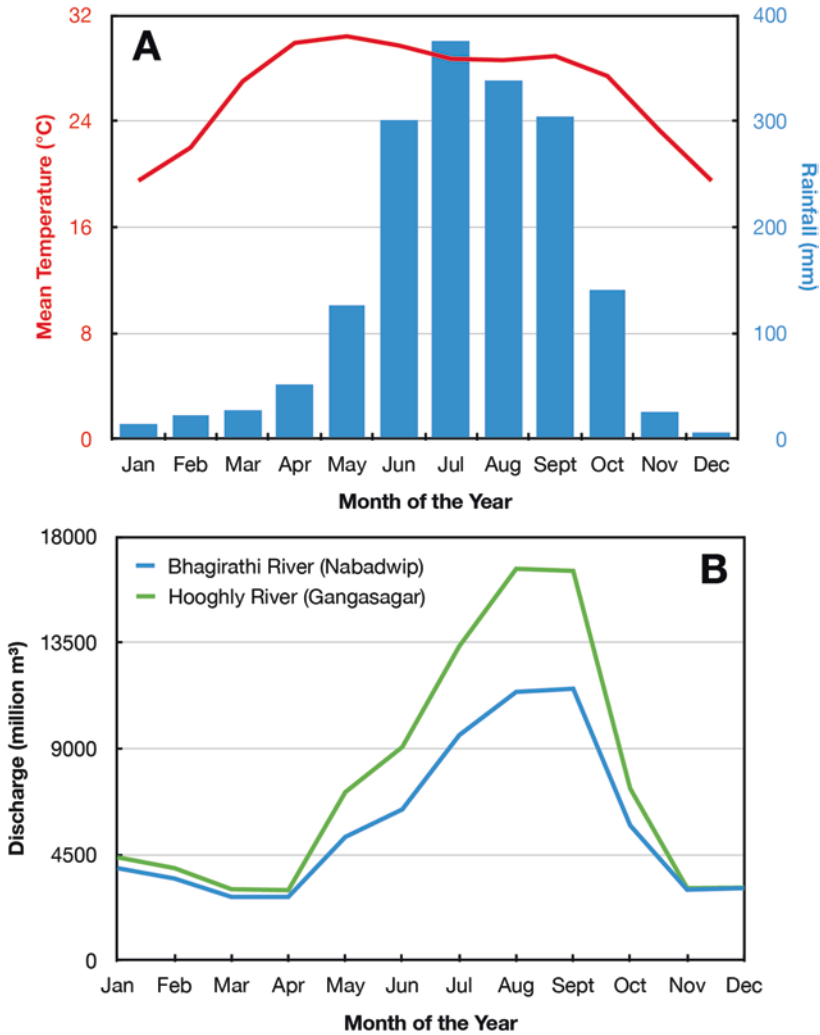 A
32
24
16
8
0
Mean Temperature (°C)
400
300
200
100
0
Rainfall (mm)
Jan Feb Mar Apr May Jun Jul Aug Sept Oct Nov Dec
Month of the Year
B
18000
13500
9000
4500
0
Discharge (million m³)
Bhagirathi River (Nabadwip)
Hooghly River (Gangasagar)
Jan Feb Mar Apr May Jun Jul Aug Sept Oct Nov Dec
Month of the Year